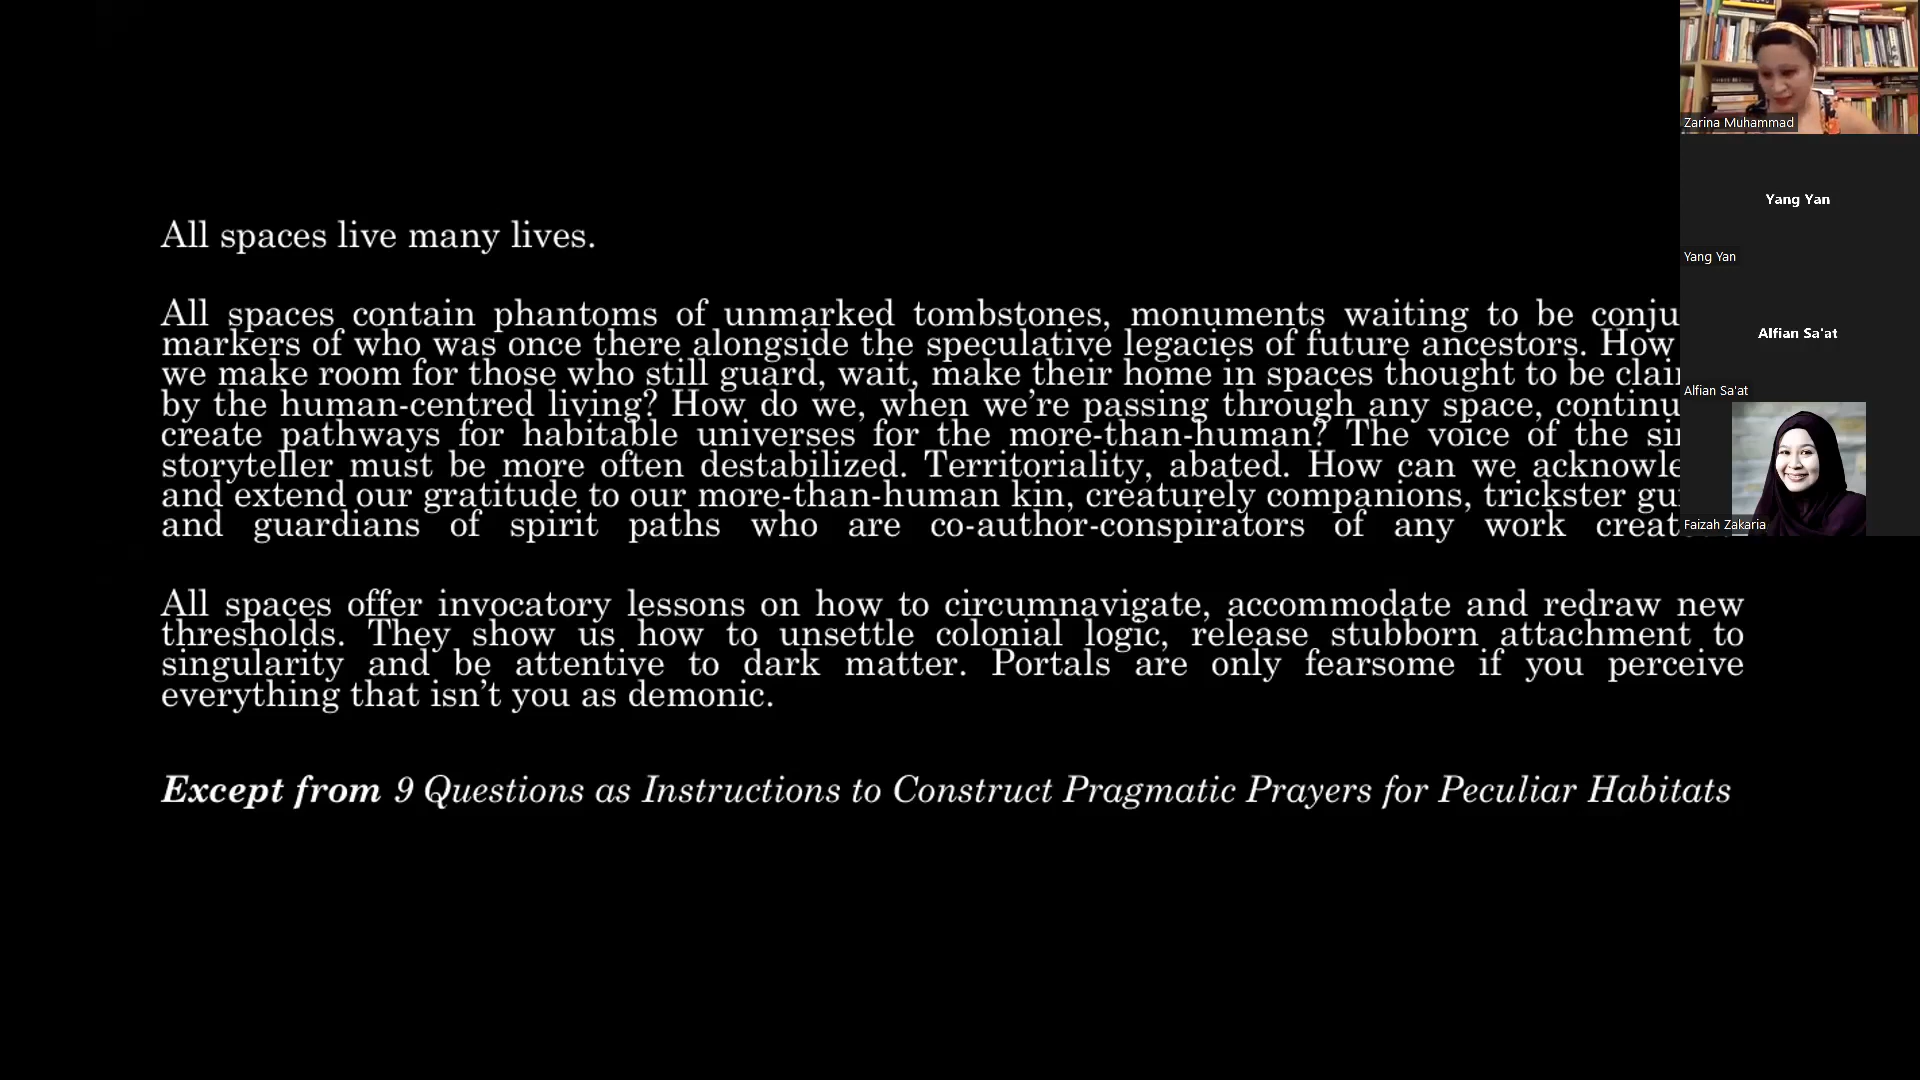 All spaces live many lives.
All spaces contain phantoms of unmarked tombstones, monuments waiting to be
markers of who was once there alongside the speculative legacies of future ancestors. How
we make room for those who still guard, wait, make their home in spaces thought to be
by the human-centred living? How do we, when we're passing through any space,
create pathways for habitable universes for the more-than-human? The voice of the
storyteller must be more often destabilized. Territoriality, abated. How can we
and extend our gratitude to our more-than-human kin, creaturely companions, trickster
and guardians of spirit paths who are co-author-conspirators of any work
All spaces offer invocatory lessons on how to circumnavigate, accommodate and redraw new
thresholds. They show us how to unsettle colonial logic, release stubborn attachment to
singularity and be attentive to dark matter. Portals are only fearsome if you perceive
everything that isn't you as demonic.
Except from 9 Questions as Instructions to Construct Pragmatic Prayers for Peculiar Habitats
Zarina Muhammad
Yang Yan
Yang Yan
Alfian Sa'at
Alfian Sa'at
Faizah Zakaria